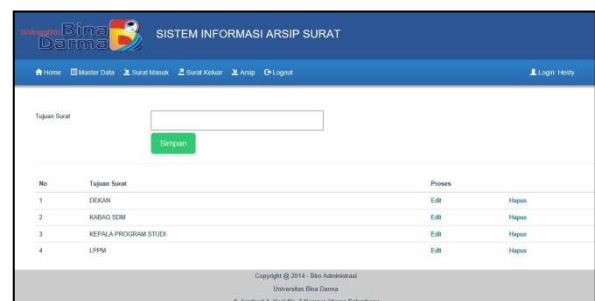 Universitas Bina Darma
SISTEM INFORMASI ARSIP SURAT
Home Master Data Surat Masuk Surat Keluar Arsip Logout Login: Hesty
Tujuan Surat
Simpan
No Tujuan Surat Proses
1 DEKAN Edit Hapus
2 KABAG SDM Edit Hapus
3 KEPALA PROGRAM STUDI Edit Hapus
4 LPPM Edit Hapus
Copyright @ 2014 - Biro Administrasi
Universitas Bina Darma